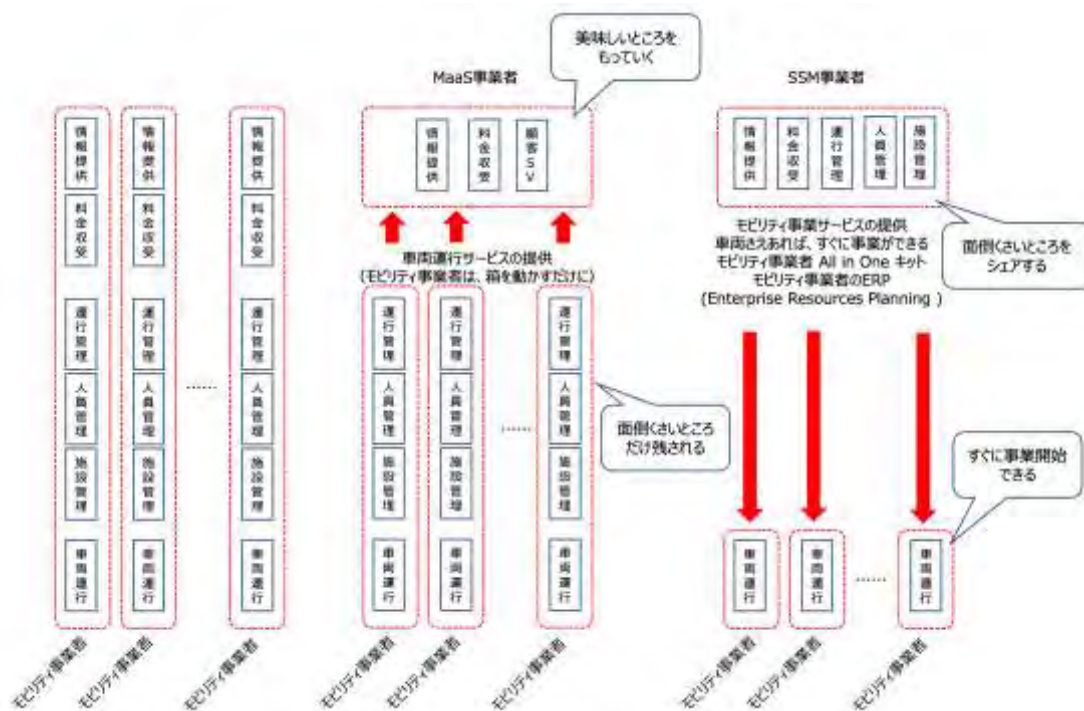 情報提供
料金収受
運行管理
人員管理
施設管理
車両運行
モビリティ事業者
情報提供
料金収受
運行管理
人員管理
施設管理
車両運行
モビリティ事業者
……
情報提供
料金収受
運行管理
人員管理
施設管理
車両運行
モビリティ事業者
美味しいところを
もっていく
MaaS事業者
情報提供
料金収受
顧客SV
車両運行サービスの提供
(モビリティ事業者は、箱を動かすだけに)
運行管理
人員管理
施設管理
車両運行
モビリティ事業者
運行管理
人員管理
施設管理
車両運行
モビリティ事業者
……
運行管理
人員管理
施設管理
車両運行
モビリティ事業者
面倒くさいところ
だけ残される
SSM事業者
情報提供
料金収受
運行管理
人員管理
施設管理
モビリティ事業サービスの提供
車両さえあれば、すぐに事業ができる
モビリティ事業者 All in One キット
モビリティ事業者のERP
(Enterprise Resources Planning )
面倒くさいところを
シェアする
すぐに事業開始
できる
車両運行
モビリティ事業者
車両運行
モビリティ事業者
……
車両運行
モビリティ事業者